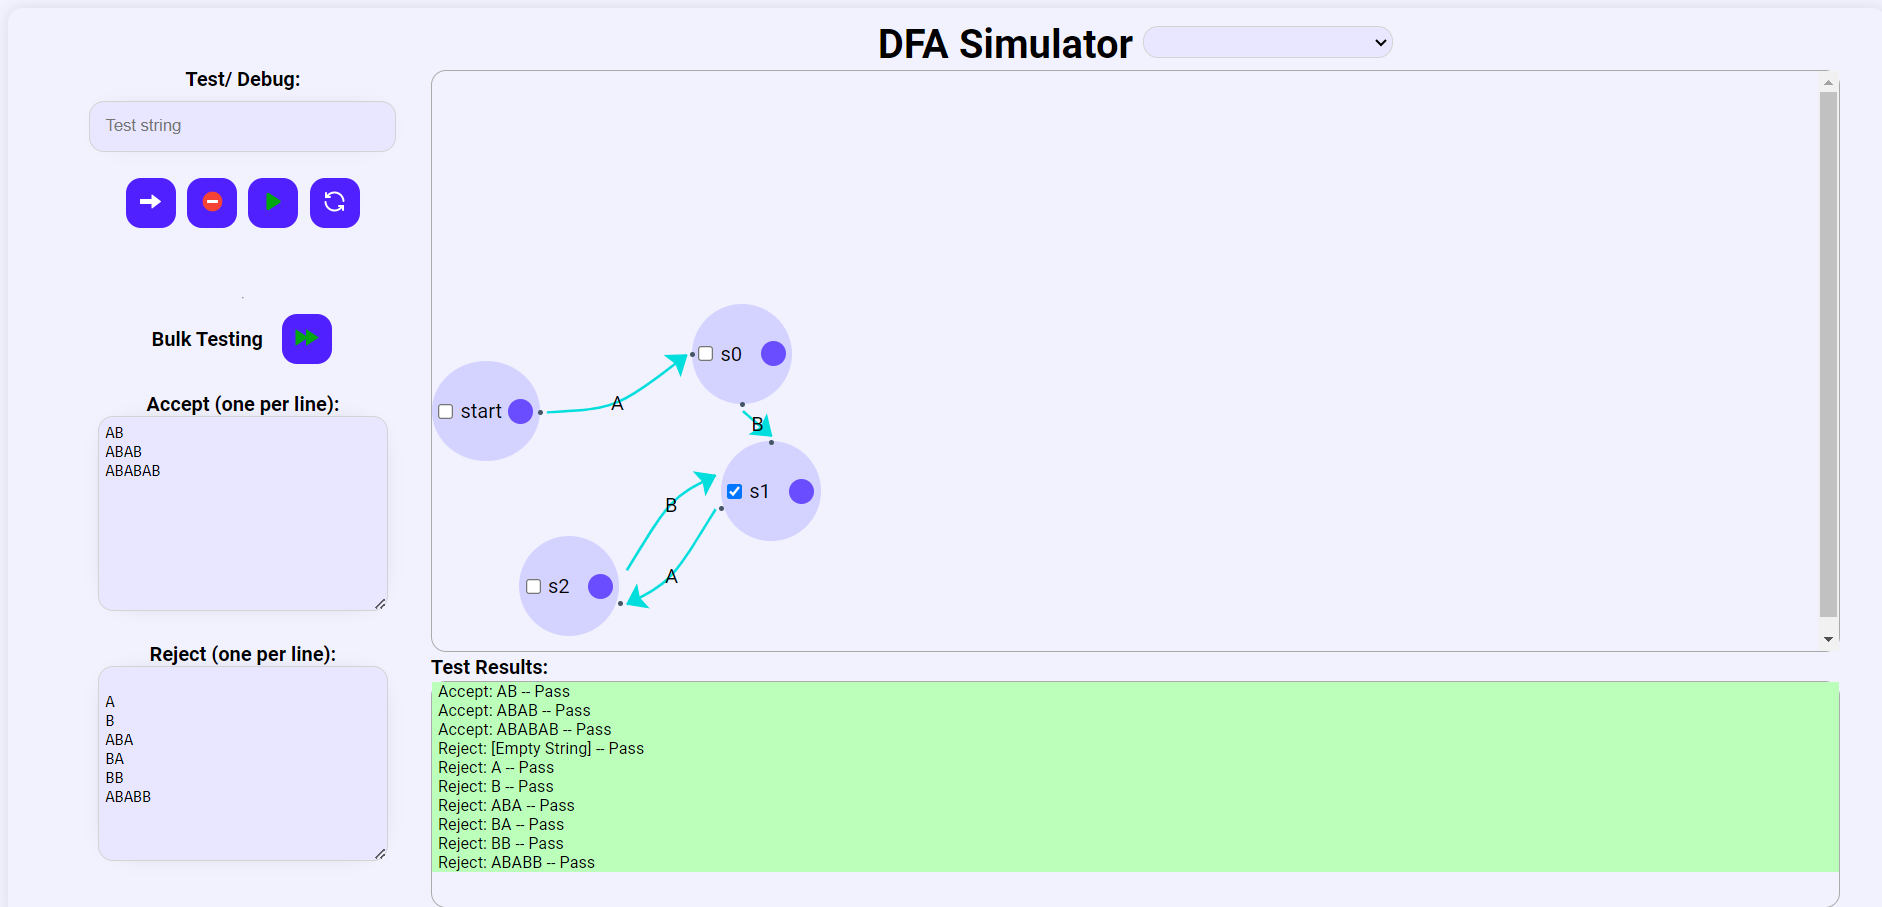 DFA Simulator
Test/ Debug:
Test string
Bulk Testing
Accept (one per line):
AB
ABAB
ABABAB
Reject (one per line):
A
B
ABA
BA
BB
ABABB
start
A
s0
B
s1
B
A
s2
Test Results:
Accept: AB -- Pass
Accept: ABAB -- Pass
Accept: ABABAB -- Pass
Reject: [Empty String] -- Pass
Reject: A -- Pass
Reject: B -- Pass
Reject: ABA -- Pass
Reject: BA -- Pass
Reject: BB -- Pass
Reject: ABABB -- Pass